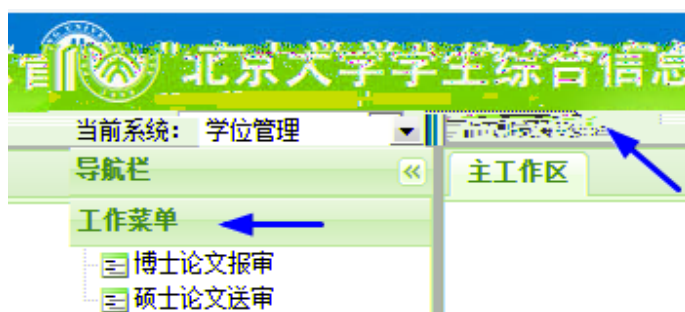 北京大学学生综合信息
当前系统： 学位管理
导航栏
主工作区
工作菜单
博士论文报审
硕士论文送审